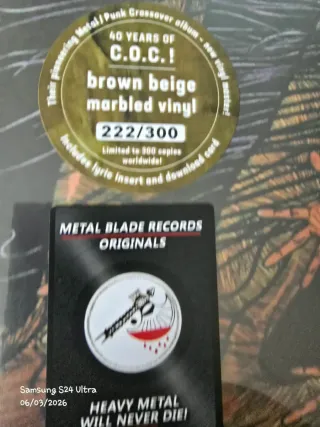 Their pioneering Metal/Punk Crossover album - new vinyl master!
40 YEARS OF
C.O.C.!
brown beige
marbled vinyl
222/300
Limited to 300 copies
worldwide!
Includes lyric insert and download card
METAL BLADE RECORDS
ORIGINALS
HEAVY METAL
WILL NEVER DIE!
Samsung S24 Ultra
06/03/2026